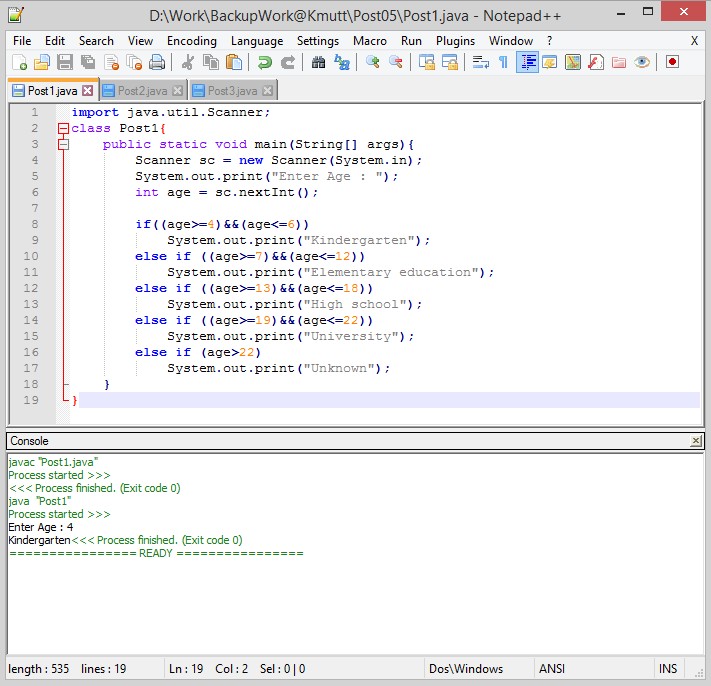 D:\Work\BackupWork@Kmutt\Post05\Post1.java - Notepad++
File Edit Search View Encoding Language Settings Macro Run Plugins Window ? X
Post1.java Post2.java Post3.java
1 import java.util.Scanner;
2 class Post1{
3 public static void main(String[] args){
4 Scanner sc = new Scanner(System.in);
5 System.out.print("Enter Age : ");
6 int age = sc.nextInt();
7
8 if((age>=4)&&(age<=6))
9 System.out.print("Kindergarten");
10 else if ((age>=7)&&(age<=12))
11 System.out.print("Elementary education");
12 else if ((age>=13)&&(age<=18))
13 System.out.print("High school");
14 else if ((age>=19)&&(age<=22))
15 System.out.print("University");
16 else if (age>22)
17 System.out.print("Unknown");
18 }
19 }
Console
javac "Post1.java"
Process started >>>
<<< Process finished. (Exit code 0)
java "Post1"
Process started >>>
Enter Age : 4
Kindergarten<<< Process finished. (Exit code 0)
================ READY ================
length : 535 lines : 19 Ln : 19 Col : 2 Sel : 0 | 0 Dos\Windows ANSI INS